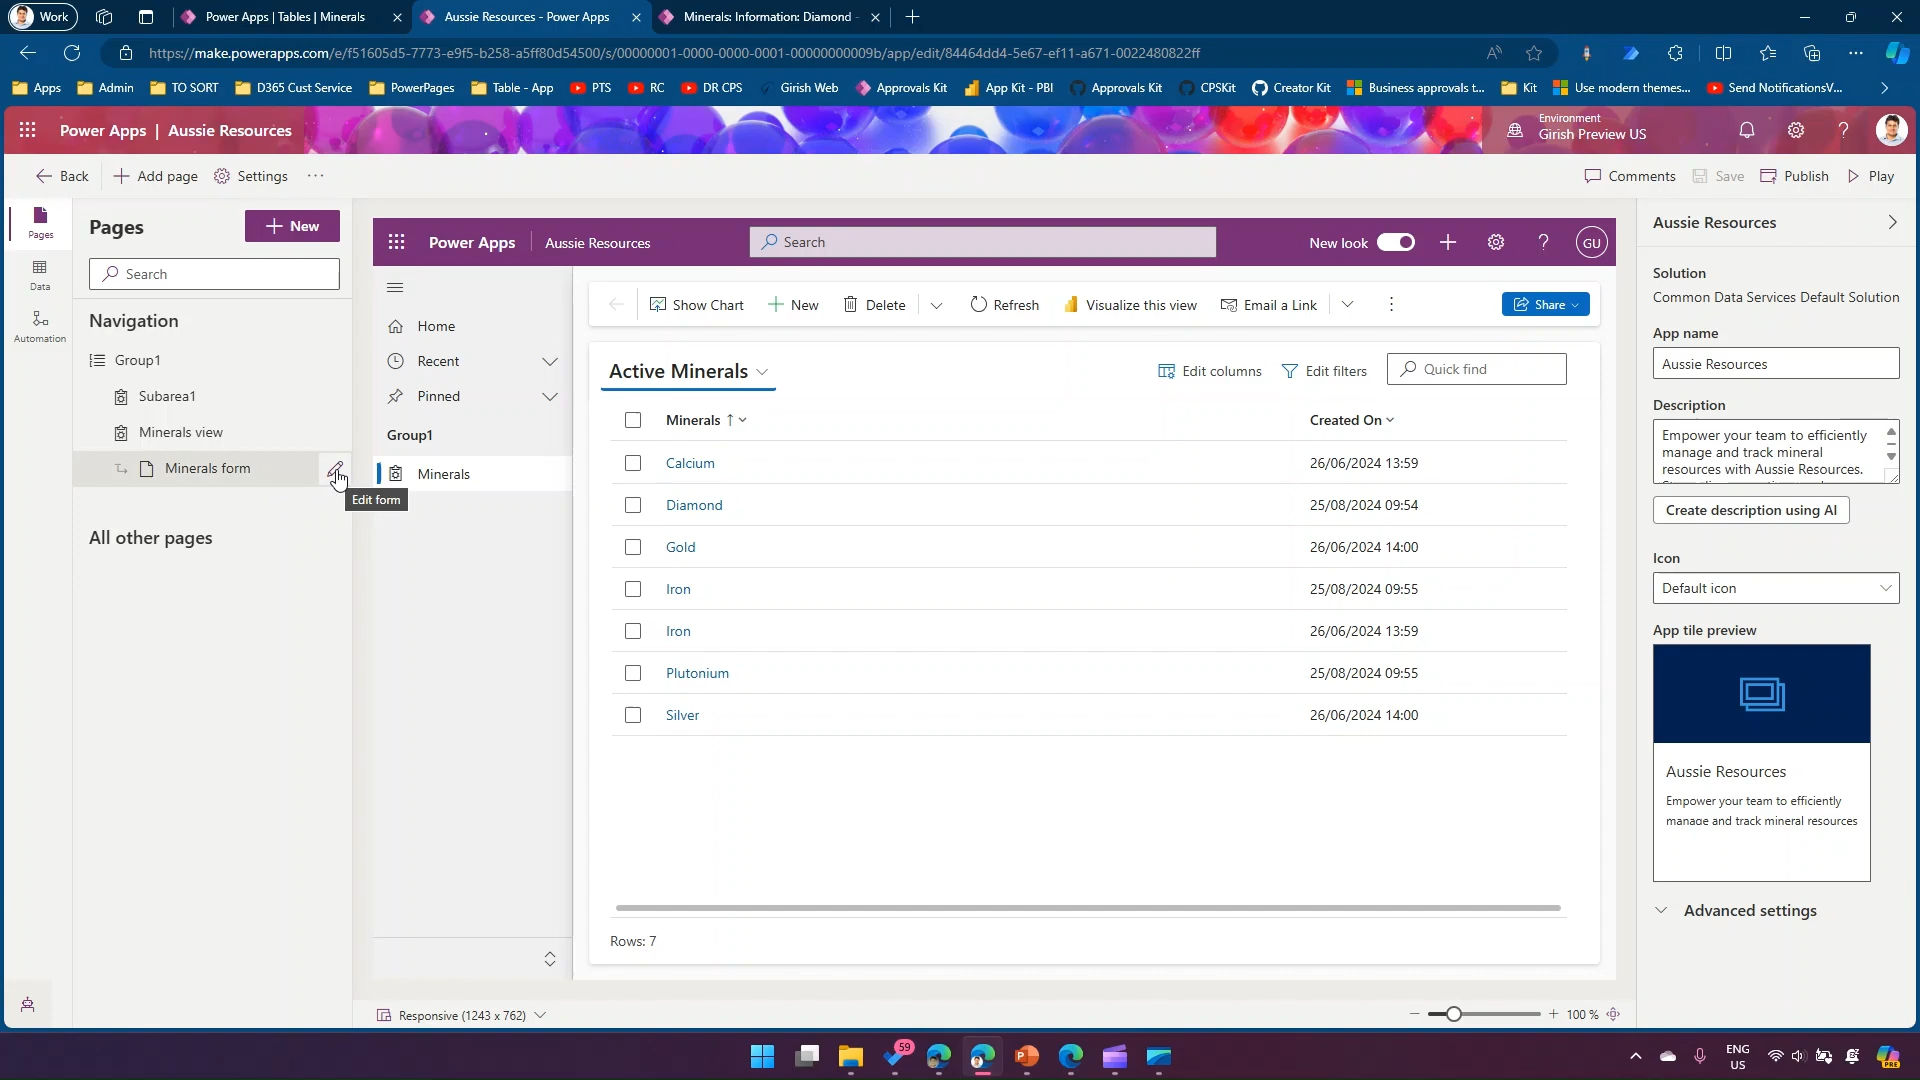 Work
Power Apps | Tables | Minerals
Aussie Resources - Power Apps
Minerals: Information: Diamond -
https://make.powerapps.com/e/f51605d5-7773-e9f5-b258-a5ff80d54500/s/00000001-0000-0000-0001-00000000009b/app/edit/84464dd4-5e67-ef11-a671-0022480822ff
Apps
Admin
TO SORT
D365 Cust Service
PowerPages
Table - App
PTS
RC
DR CPS
Girish Web
Approvals Kit
App Kit - PBI
Approvals Kit
CPSKit
Creator Kit
Business approvals t...
Kit
Use modern themes...
Send NotificationsV...
Power Apps | Aussie Resources
Environment
Girish Preview US
Back
Add page
Settings
Comments
Save
Publish
Play
Pages
Data
Automation
Pages
New
Search
Navigation
Group1
Subarea1
Minerals view
Minerals form
Edit form
All other pages
Power Apps
Aussie Resources
Search
New look
GU
Home
Recent
Pinned
Group1
Minerals
Show Chart
New
Delete
Refresh
Visualize this view
Email a Link
Share
Active Minerals
Edit columns
Edit filters
Quick find
Minerals ↑
Created On
Calcium 26/06/2024 13:59
Diamond 25/08/2024 09:54
Gold 26/06/2024 14:00
Iron 25/08/2024 09:55
Iron 26/06/2024 13:59
Plutonium 25/08/2024 09:55
Silver 26/06/2024 14:00
Rows: 7
Responsive (1243 x 762)
100 %
Aussie Resources
Solution
Common Data Services Default Solution
App name
Aussie Resources
Description
Empower your team to efficiently
manage and track mineral
resources with Aussie Resources.
Create description using AI
Icon
Default icon
App tile preview
Aussie Resources
Empower your team to efficiently
manage and track mineral resources
Advanced settings
59
ENG
US
PRE